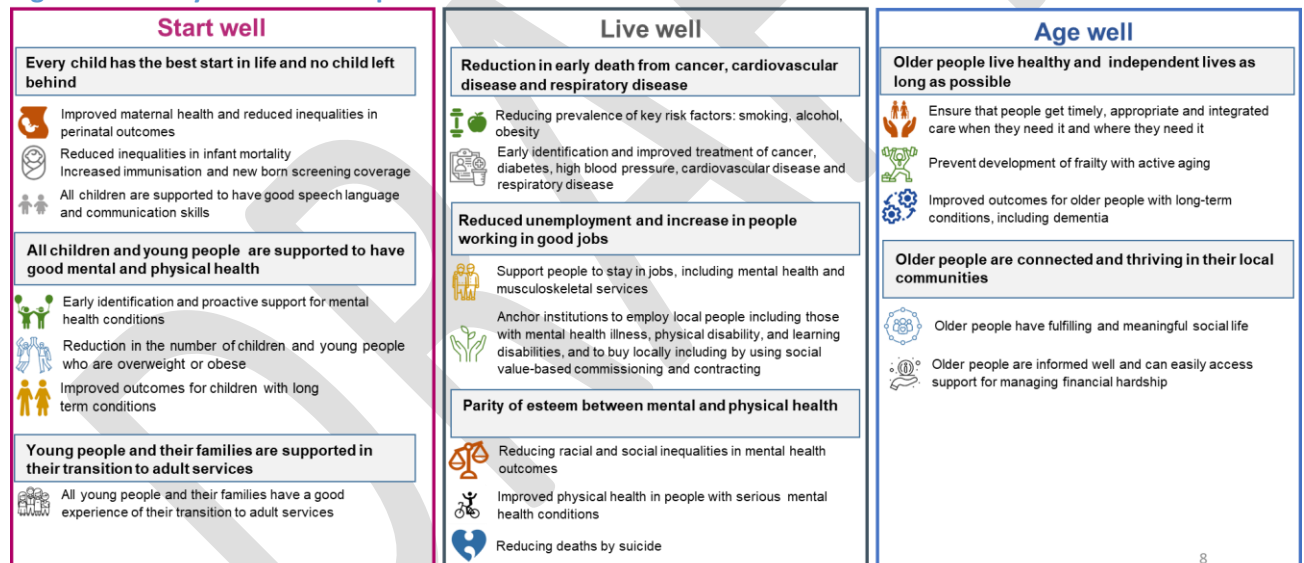 Start well
Every child has the best start in life and no child left
behind
Improved maternal health and reduced inequalities in
perinatal outcomes
Reduced inequalities in infant mortality
Increased immunisation and new born screening coverage
All children are supported to have good speech language
and communication skills
All children and young people are supported to have
good mental and physical health
Early identification and proactive support for mental
health conditions
Reduction in the number of children and young people
who are overweight or obese
Improved outcomes for children with long
term conditions
Young people and their families are supported in
their transition to adult services
All young people and their families have a good
experience of their transition to adult services
Live well
Reduction in early death from cancer, cardiovascular
disease and respiratory disease
Reducing prevalence of key risk factors: smoking, alcohol,
obesity
Early identification and improved treatment of cancer,
diabetes, high blood pressure, cardiovascular disease and
respiratory disease
Reduced unemployment and increase in people
working in good jobs
Support people to stay in jobs, including mental health and
musculoskeletal services
Anchor institutions to employ local people including those
with mental health illness, physical disability, and learning
disabilities, and to buy locally including by using social
value-based commissioning and contracting
Parity of esteem between mental and physical health
Reducing racial and social inequalities in mental health
outcomes
Improved physical health in people with serious mental
health conditions
Reducing deaths by suicide
Age well
Older people live healthy and independent lives as
long as possible
Ensure that people get timely, appropriate and integrated
care when they need it and where they need it
Prevent development of frailty with active aging
Improved outcomes for older people with long-term
conditions, including dementia
Older people are connected and thriving in their local
communities
Older people have fulfilling and meaningful social life
Older people are informed well and can easily access
support for managing financial hardship
8